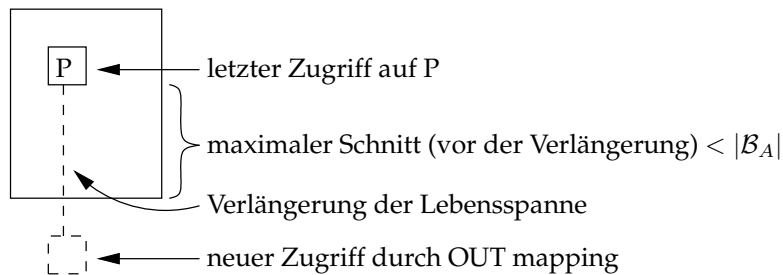 P
letzter Zugriff auf P
maximaler Schnitt (vor der Verlängerung) < |𝓑_A|
Verlängerung der Lebensspanne
neuer Zugriff durch OUT mapping